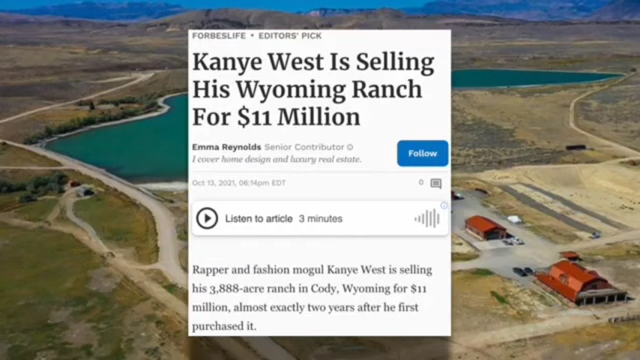 FORBESLIFE • EDITORS' PICK
Kanye West Is Selling
His Wyoming Ranch
For $11 Million
Emma Reynolds Senior Contributor
I cover home design and luxury real estate.
Follow
Oct 13, 2021, 06:14pm EDT
0
Listen to article 3 minutes
Rapper and fashion mogul Kanye West is selling
his 3,888-acre ranch in Cody, Wyoming for $11
million, almost exactly two years after he first
purchased it.